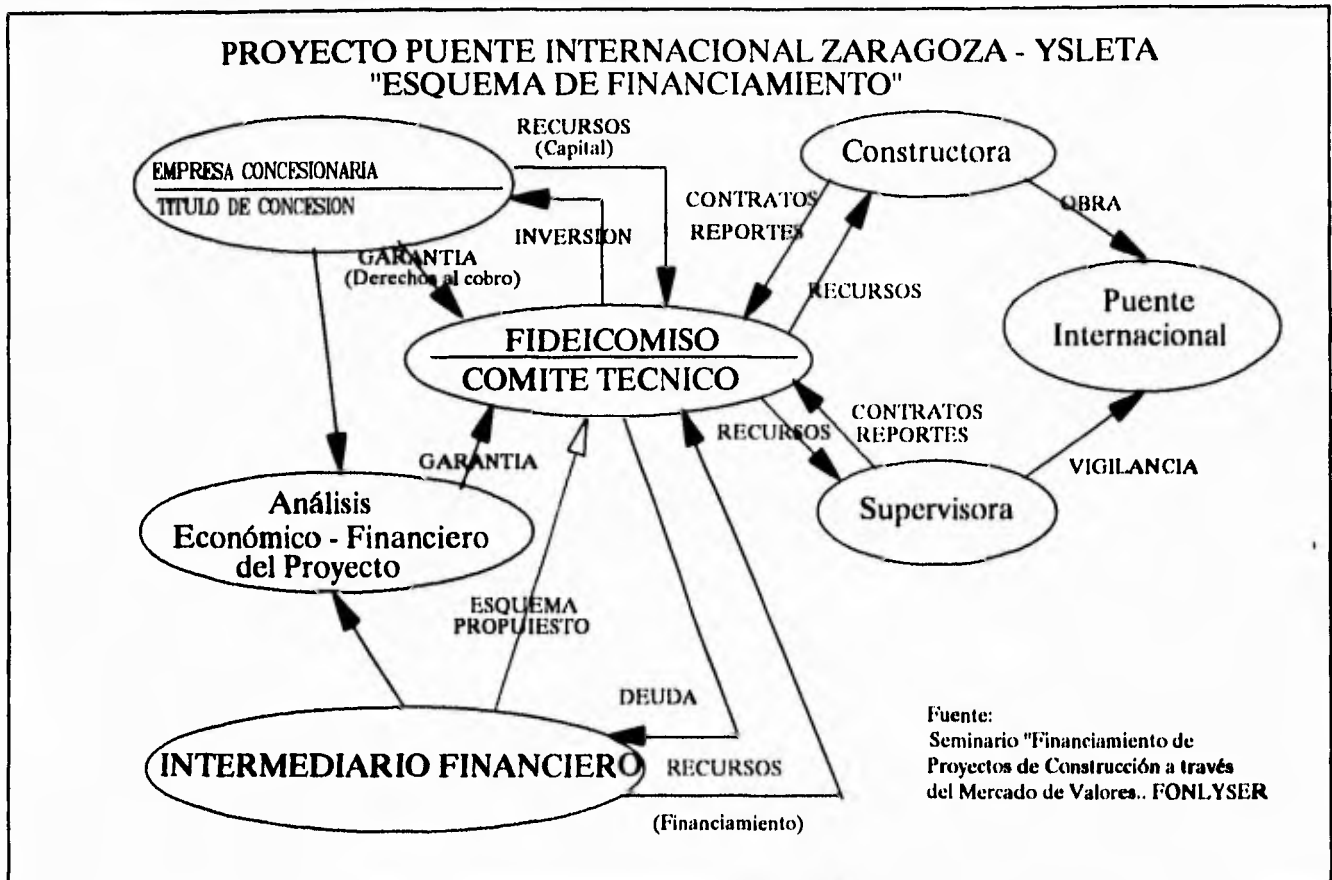 PROYECTO PUENTE INTERNACIONAL ZARAGOZA - YSLETA
"ESQUEMA DE FINANCIAMIENTO"
RECURSOS
(Capital)
EMPRESA CONCESIONARIA
TITULO DE CONCESION
INVERSION
GARANTIA
(Derechos al cobro)
Constructora
CONTRATOS
REPORTES
OBRA
RECURSOS
Puente
Internacional
FIDEICOMISO
COMITE TECNICO
RECURSOS
CONTRATOS
REPORTES
VIGILANCIA
Supervisora
GARANTIA
Análisis
Económico - Financiero
del Proyecto
ESQUEMA
PROPUIESTO
DEUDA
INTERMEDIARIO FINANCIERO
RECURSOS
(Financiamiento)
Fuente:
Seminario "Financiamiento de
Proyectos de Construcción a través
del Mercado de Valores.. FONLYSER